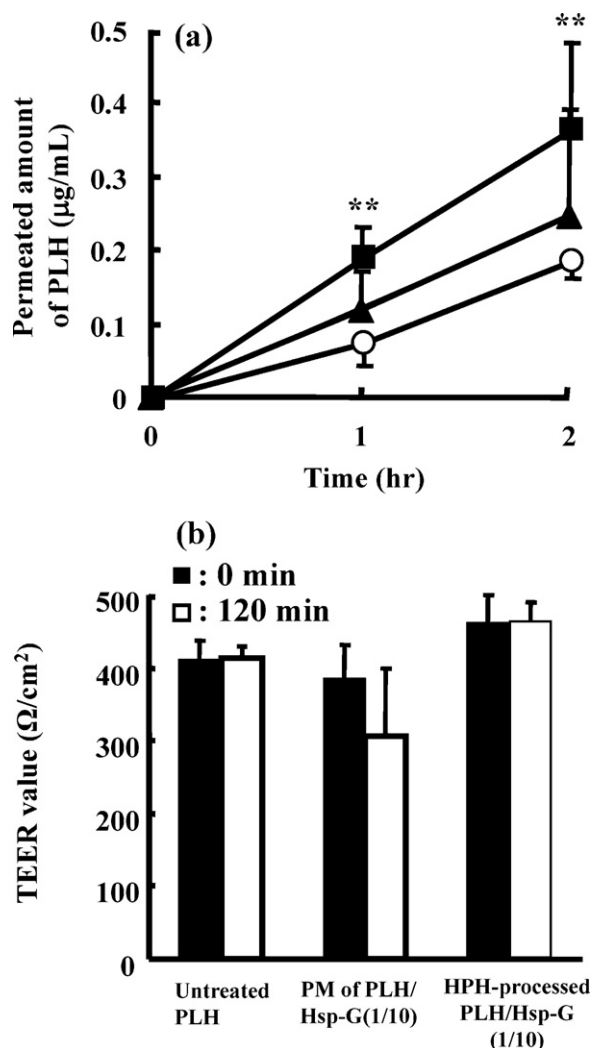 (a)
Permeated amount
of PLH (μg/mL)
0.5
0.4
0.3
0.2
0.1
0
**
**
0
1
2
Time (hr)
(b)
■ : 0 min
□ : 120 min
TEER value (Ω/cm²)
500
400
300
200
100
0
Untreated
PLH
PM of PLH/
Hsp-G(1/10)
HPH-processed
PLH/Hsp-G
(1/10)